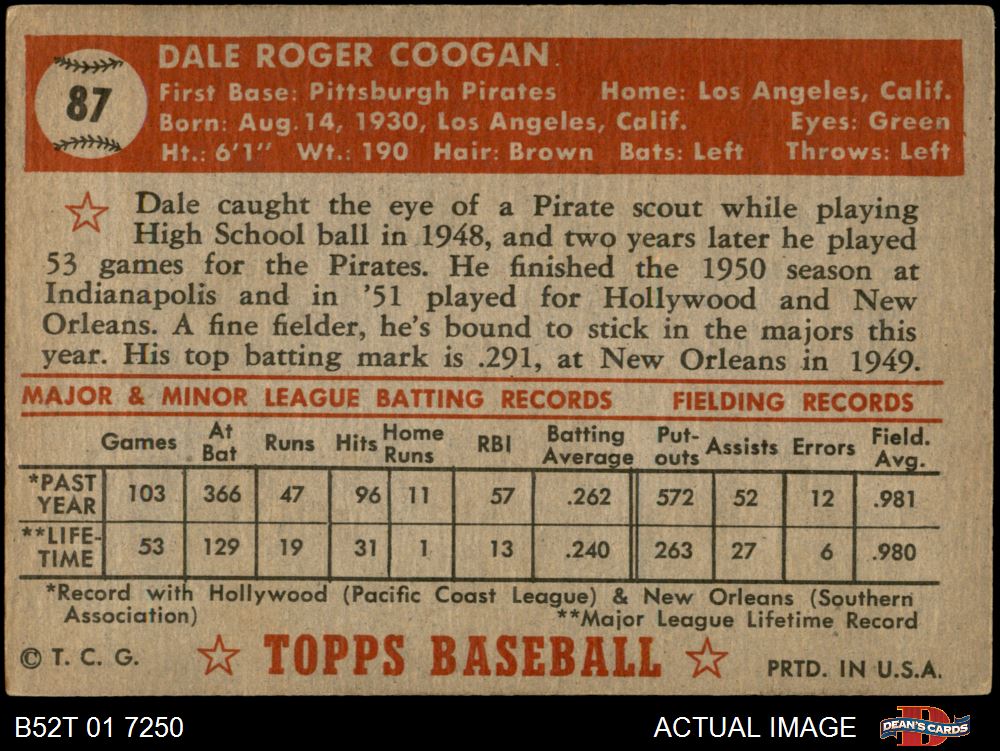 87
DALE ROGER COOGAN.
First Base: Pittsburgh Pirates Home: Los Angeles, Calif.
Born: Aug. 14, 1930, Los Angeles, Calif. Eyes: Green
Ht.: 6'1" Wt.: 190 Hair: Brown Bats: Left Throws: Left
Dale caught the eye of a Pirate scout while playing
High School ball in 1948, and two years later he played
53 games for the Pirates. He finished the 1950 season at
Indianapolis and in '51 played for Hollywood and New
Orleans. A fine fielder, he's bound to stick in the majors this
year. His top batting mark is .291, at New Orleans in 1949.
MAJOR & MINOR LEAGUE BATTING RECORDS FIELDING RECORDS
Games At Bat Runs Hits Home Runs RBI Batting Average Put-outs Assists Errors Field. Avg.
*PAST YEAR 103 366 47 96 11 57 .262 572 52 12 .981
**LIFE-TIME 53 129 19 31 1 13 .240 263 27 6 .980
*Record with Hollywood (Pacific Coast League) & New Orleans (Southern
Association) **Major League Lifetime Record
© T. C. G. TOPPS BASEBALL PRTD. IN U.S.A.
B52T 01 7250 ACTUAL IMAGE DEAN'S CARDS